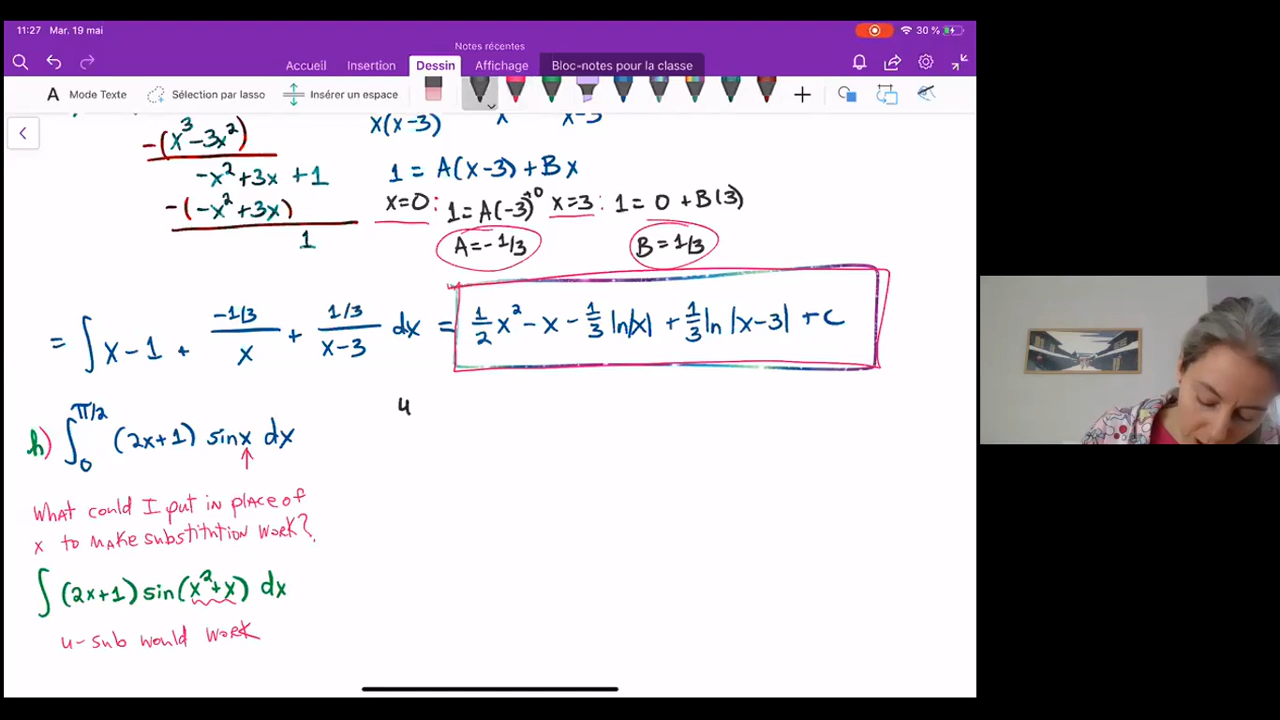 11:27 Mar. 19 mai
30 %
Notes récentes
Accueil Insertion Dessin Affichage Bloc-notes pour la classe
A Mode Texte Sélection par lasso Insérer un espace
-(x³-3x²)
x(x-3) x x-3
-x²+3x+1
1 = A(x-3)+Bx
-(-x²+3x)
x=0: 1=A(-3)+0 x=3: 1= 0 +B(3)
1
A=-1/3 B=1/3
= ∫ x-1 + (-1/3)/x + (1/3)/(x-3) dx = 1/2 x² - x - 1/3 ln|x| + 1/3 ln |x-3| + C
u
h) ∫₀^π/2 (2x+1) sinx dx
What could I put in place of
x to make substitution work?
∫ (2x+1) sin(x²+x) dx
u-sub would work